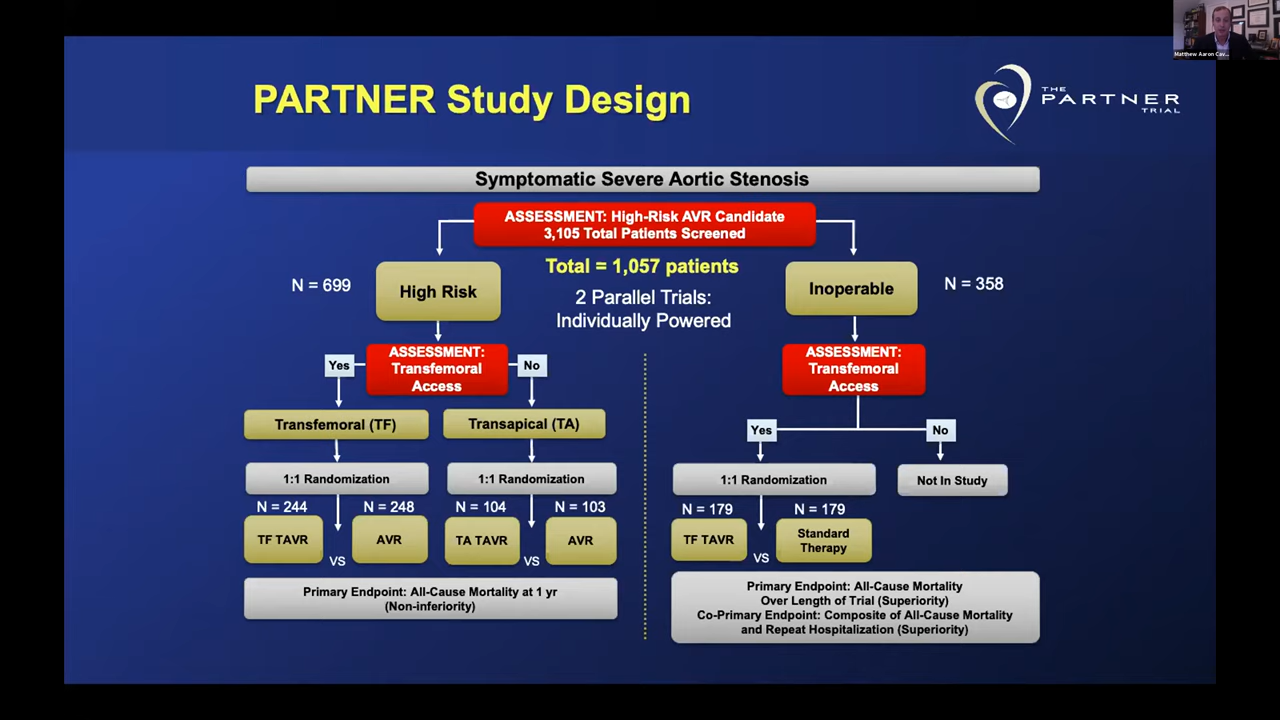 Matthew Aaron Cav...
PARTNER Study Design
THE
PARTNER
TRIAL
Symptomatic Severe Aortic Stenosis
ASSESSMENT: High-Risk AVR Candidate
3,105 Total Patients Screened
Total = 1,057 patients
2 Parallel Trials:
Individually Powered
N = 699
High Risk
Inoperable
N = 358
ASSESSMENT:
Transfemoral
Access
Yes
No
Transfemoral (TF)
Transapical (TA)
1:1 Randomization
1:1 Randomization
N = 244
N = 248
N = 104
N = 103
TF TAVR
VS
AVR
TA TAVR
VS
AVR
Primary Endpoint: All-Cause Mortality at 1 yr
(Non-inferiority)
ASSESSMENT:
Transfemoral
Access
Yes
No
1:1 Randomization
Not In Study
N = 179
N = 179
TF TAVR
VS
Standard
Therapy
Primary Endpoint: All-Cause Mortality
Over Length of Trial (Superiority)
Co-Primary Endpoint: Composite of All-Cause Mortality
and Repeat Hospitalization (Superiority)